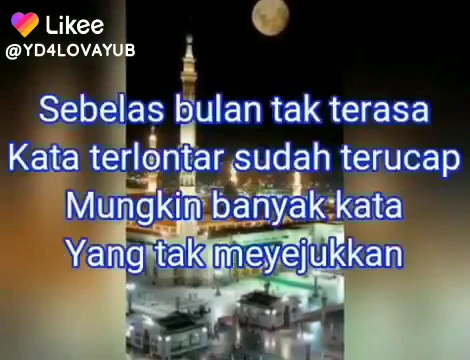 Likee
@YD4LOVAYUB
Sebelas bulan tak terasa
Kata terlontar sudah terucap
Mungkin banyak kata
Yang tak meyejukkan